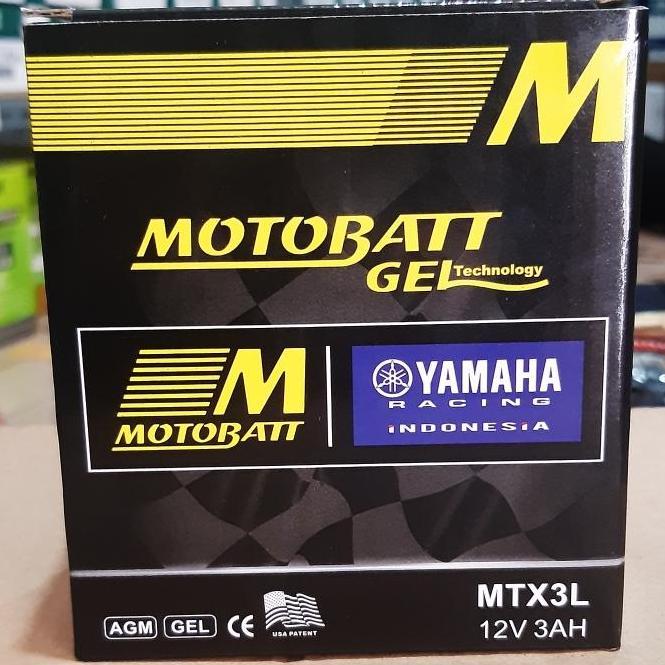 M
MOTOBATT
GEL Technology
M
MOTOBATT
YAMAHA
RACING
INDONESIA
AGM GEL CE
USA PATENT
MTX3L
12V 3AH